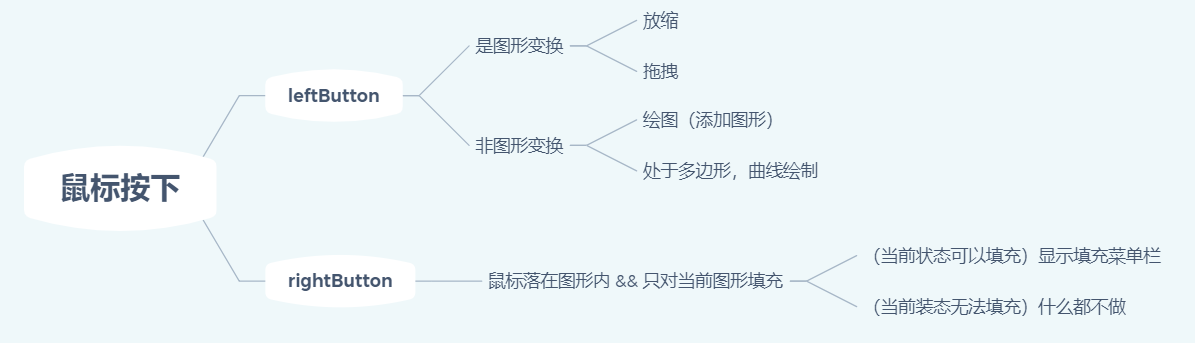 鼠标按下
leftButton
是图形变换
放缩
拖拽
非图形变换
绘图（添加图形）
处于多边形，曲线绘制
rightButton
鼠标落在图形内 && 只对当前图形填充
（当前状态可以填充）显示填充菜单栏
（当前装态无法填充）什么都不做